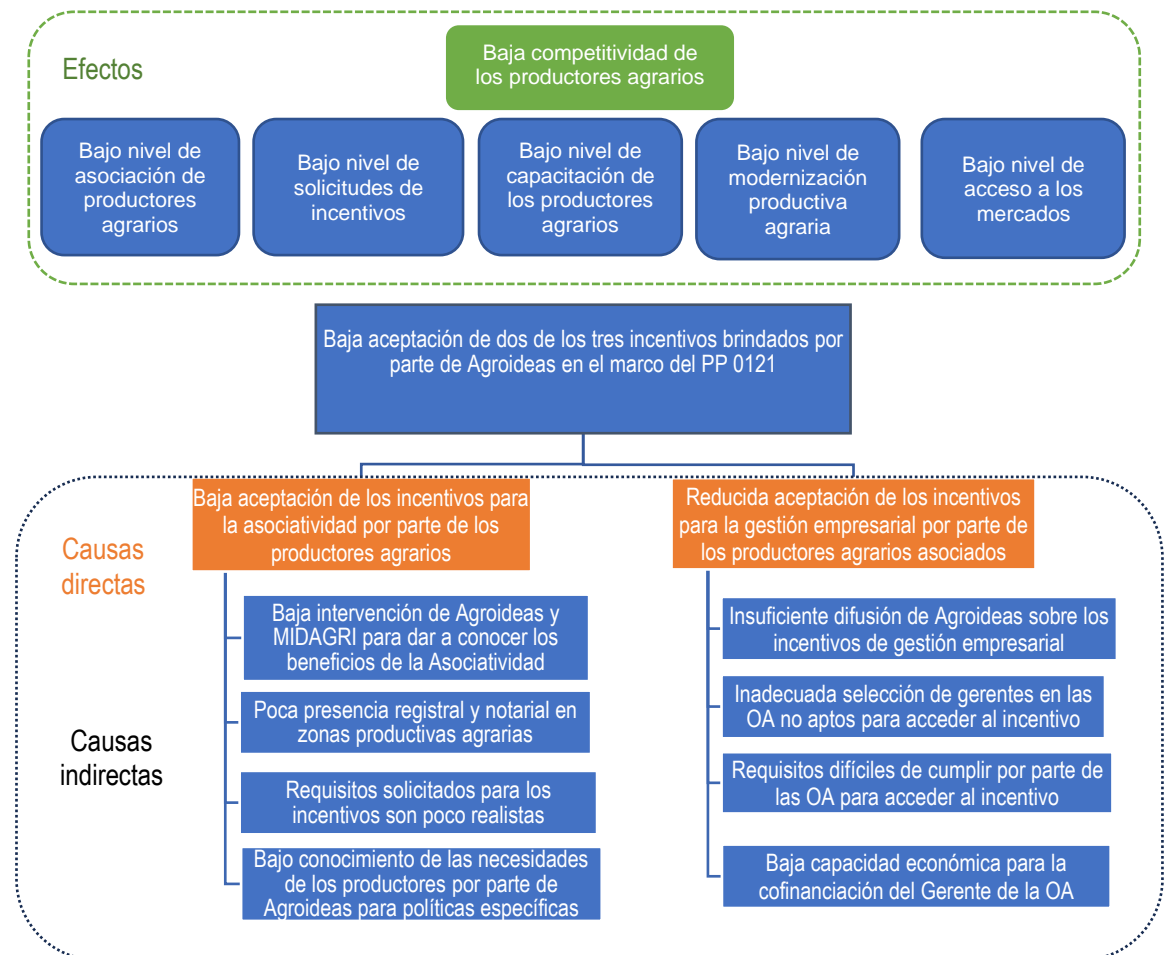 Efectos
Baja competitividad de
los productores agrarios
Bajo nivel de
asociación de
productores
agrarios
Bajo nivel de
solicitudes de
incentivos
Bajo nivel de
capacitación de
los productores
agrarios
Bajo nivel de
modernización
productiva
agraria
Bajo nivel de
acceso a los
mercados
Baja aceptación de dos de los tres incentivos brindados por
parte de Agroideas en el marco del PP 0121
Causas
directas
Baja aceptación de los incentivos para
la asociatividad por parte de los
productores agrarios
Reducida aceptación de los incentivos
para la gestión empresarial por parte de
los productores agrarios asociados
Causas
indirectas
Baja intervención de Agroideas y
MIDAGRI para dar a conocer los
beneficios de la Asociatividad
Poca presencia registral y notarial en
zonas productivas agrarias
Requisitos solicitados para los
incentivos son poco realistas
Bajo conocimiento de las necesidades
de los productores por parte de
Agroideas para políticas específicas
Insuficiente difusión de Agroideas sobre los
incentivos de gestión empresarial
Inadecuada selección de gerentes en las
OA no aptos para acceder al incentivo
Requisitos difíciles de cumplir por parte de
las OA para acceder al incentivo
Baja capacidad económica para la
cofinanciación del Gerente de la OA